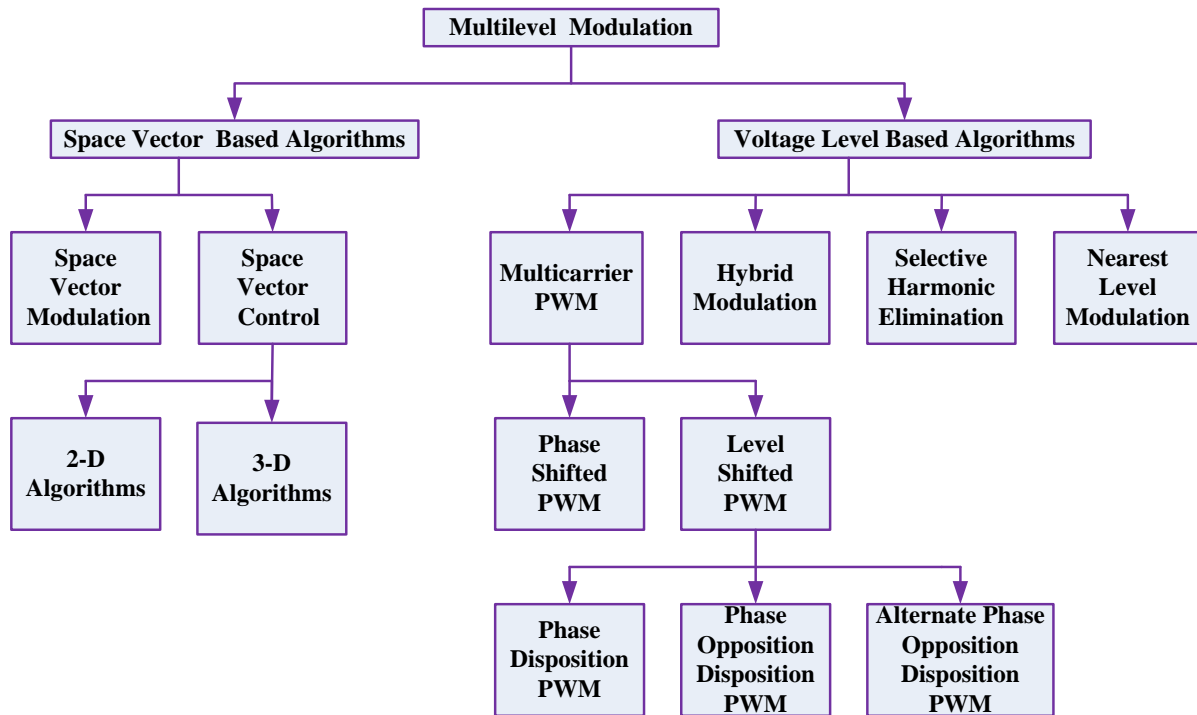 Multilevel Modulation
Space Vector Based Algorithms
Voltage Level Based Algorithms
Space
Vector
Modulation
Space
Vector
Control
Multicarrier
PWM
Hybrid
Modulation
Selective
Harmonic
Elimination
Nearest
Level
Modulation
2-D
Algorithms
3-D
Algorithms
Phase
Shifted
PWM
Level
Shifted
PWM
Phase
Disposition
PWM
Phase
Opposition
Disposition
PWM
Alternate Phase
Opposition
Disposition
PWM